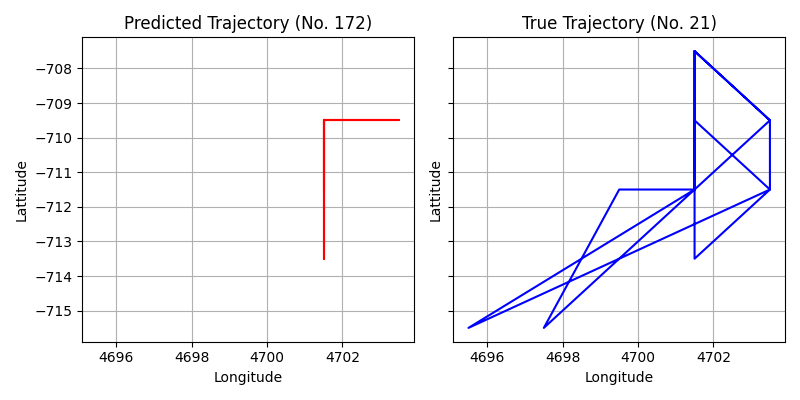 Predicted Trajectory (No. 172)
−708
−709
−710
−711
−712
−713
−714
−715
Lattitude
4696
4698
4700
4702
Longitude
True Trajectory (No. 21)
Lattitude
4696
4698
4700
4702
Longitude